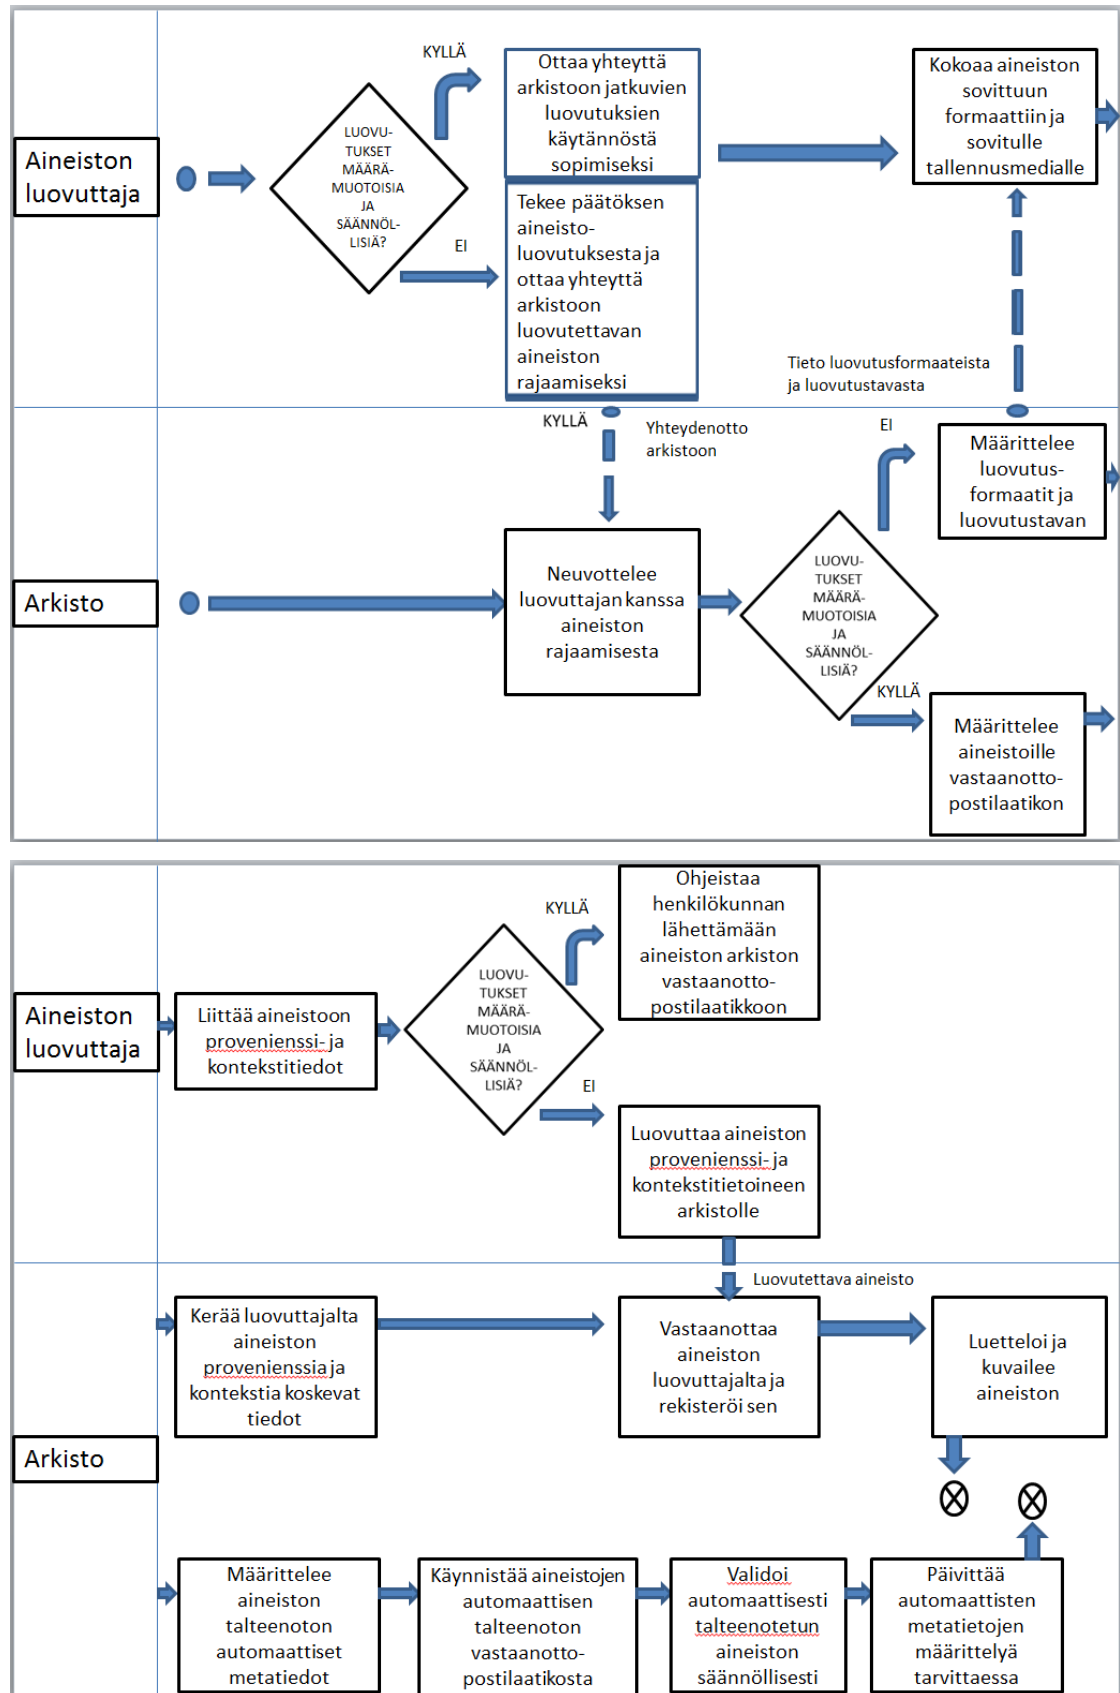 Aineiston
luovuttaja
LUOVU-
TUKSET
MÄÄRÄ-
MUOTOISIA
JA
SÄÄNNÖL-
LISIÄ?
KYLLÄ
EI
Ottaa yhteyttä
arkistoon jatkuvien
luovutuksien
käytännöstä
sopimiseksi
Tekee päätöksen
aineisto-
luovutuksesta ja
ottaa yhteyttä
arkistoon
luovutettavan
aineiston
rajaamiseksi
Kokoaa aineiston
sovittuun
formaattiin ja
sovitulle
tallennusmedialle
Tieto luovutusformaateista
ja luovutustavasta
Arkisto
KYLLÄ
Yhteydenotto
arkistoon
Neuvottelee
luovuttajan kanssa
aineiston
rajaamisesta
LUOVU-
TUKSET
MÄÄRÄ-
MUOTOISIA
JA
SÄÄNNÖL-
LISIÄ?
EI
KYLLÄ
Määrittelee
luovutus-
formaatit ja
luovutustavan
Määrittelee
aineistoille
vastaanotto-
postilaatikon
Aineiston
luovuttaja
Liittää aineistoon
provenienssi- ja
kontekstitiedot
LUOVU-
TUKSET
MÄÄRÄ-
MUOTOISIA
JA
SÄÄNNÖL-
LISIÄ?
KYLLÄ
EI
Ohjeistaa
henkilökunnan
lähettämään
aineiston arkiston
vastaanotto-
postilaatikkoon
Luovuttaa aineiston
provenienssi- ja
kontekstitietoineen
arkistolle
Luovutettava aineisto
Arkisto
Kerää luovuttajalta
aineiston
provenienssia ja
kontekstia koskevat
tiedot
Vastaanottaa
aineiston
luovuttajalta ja
rekisteröi sen
Luetteloi ja
kuvailee
aineiston
Määrittelee
aineiston
talteenoton
automaattiset
metatiedot
Käynnistää aineistojen
automaattisen
talteenoton
vastaanotto-
postilaatikosta
Validoi
automaattisesti
talteenotetun
aineiston
säännöllisesti
Päivittää
automaattisten
metatietojen
määrittelyä
tarvittaessa